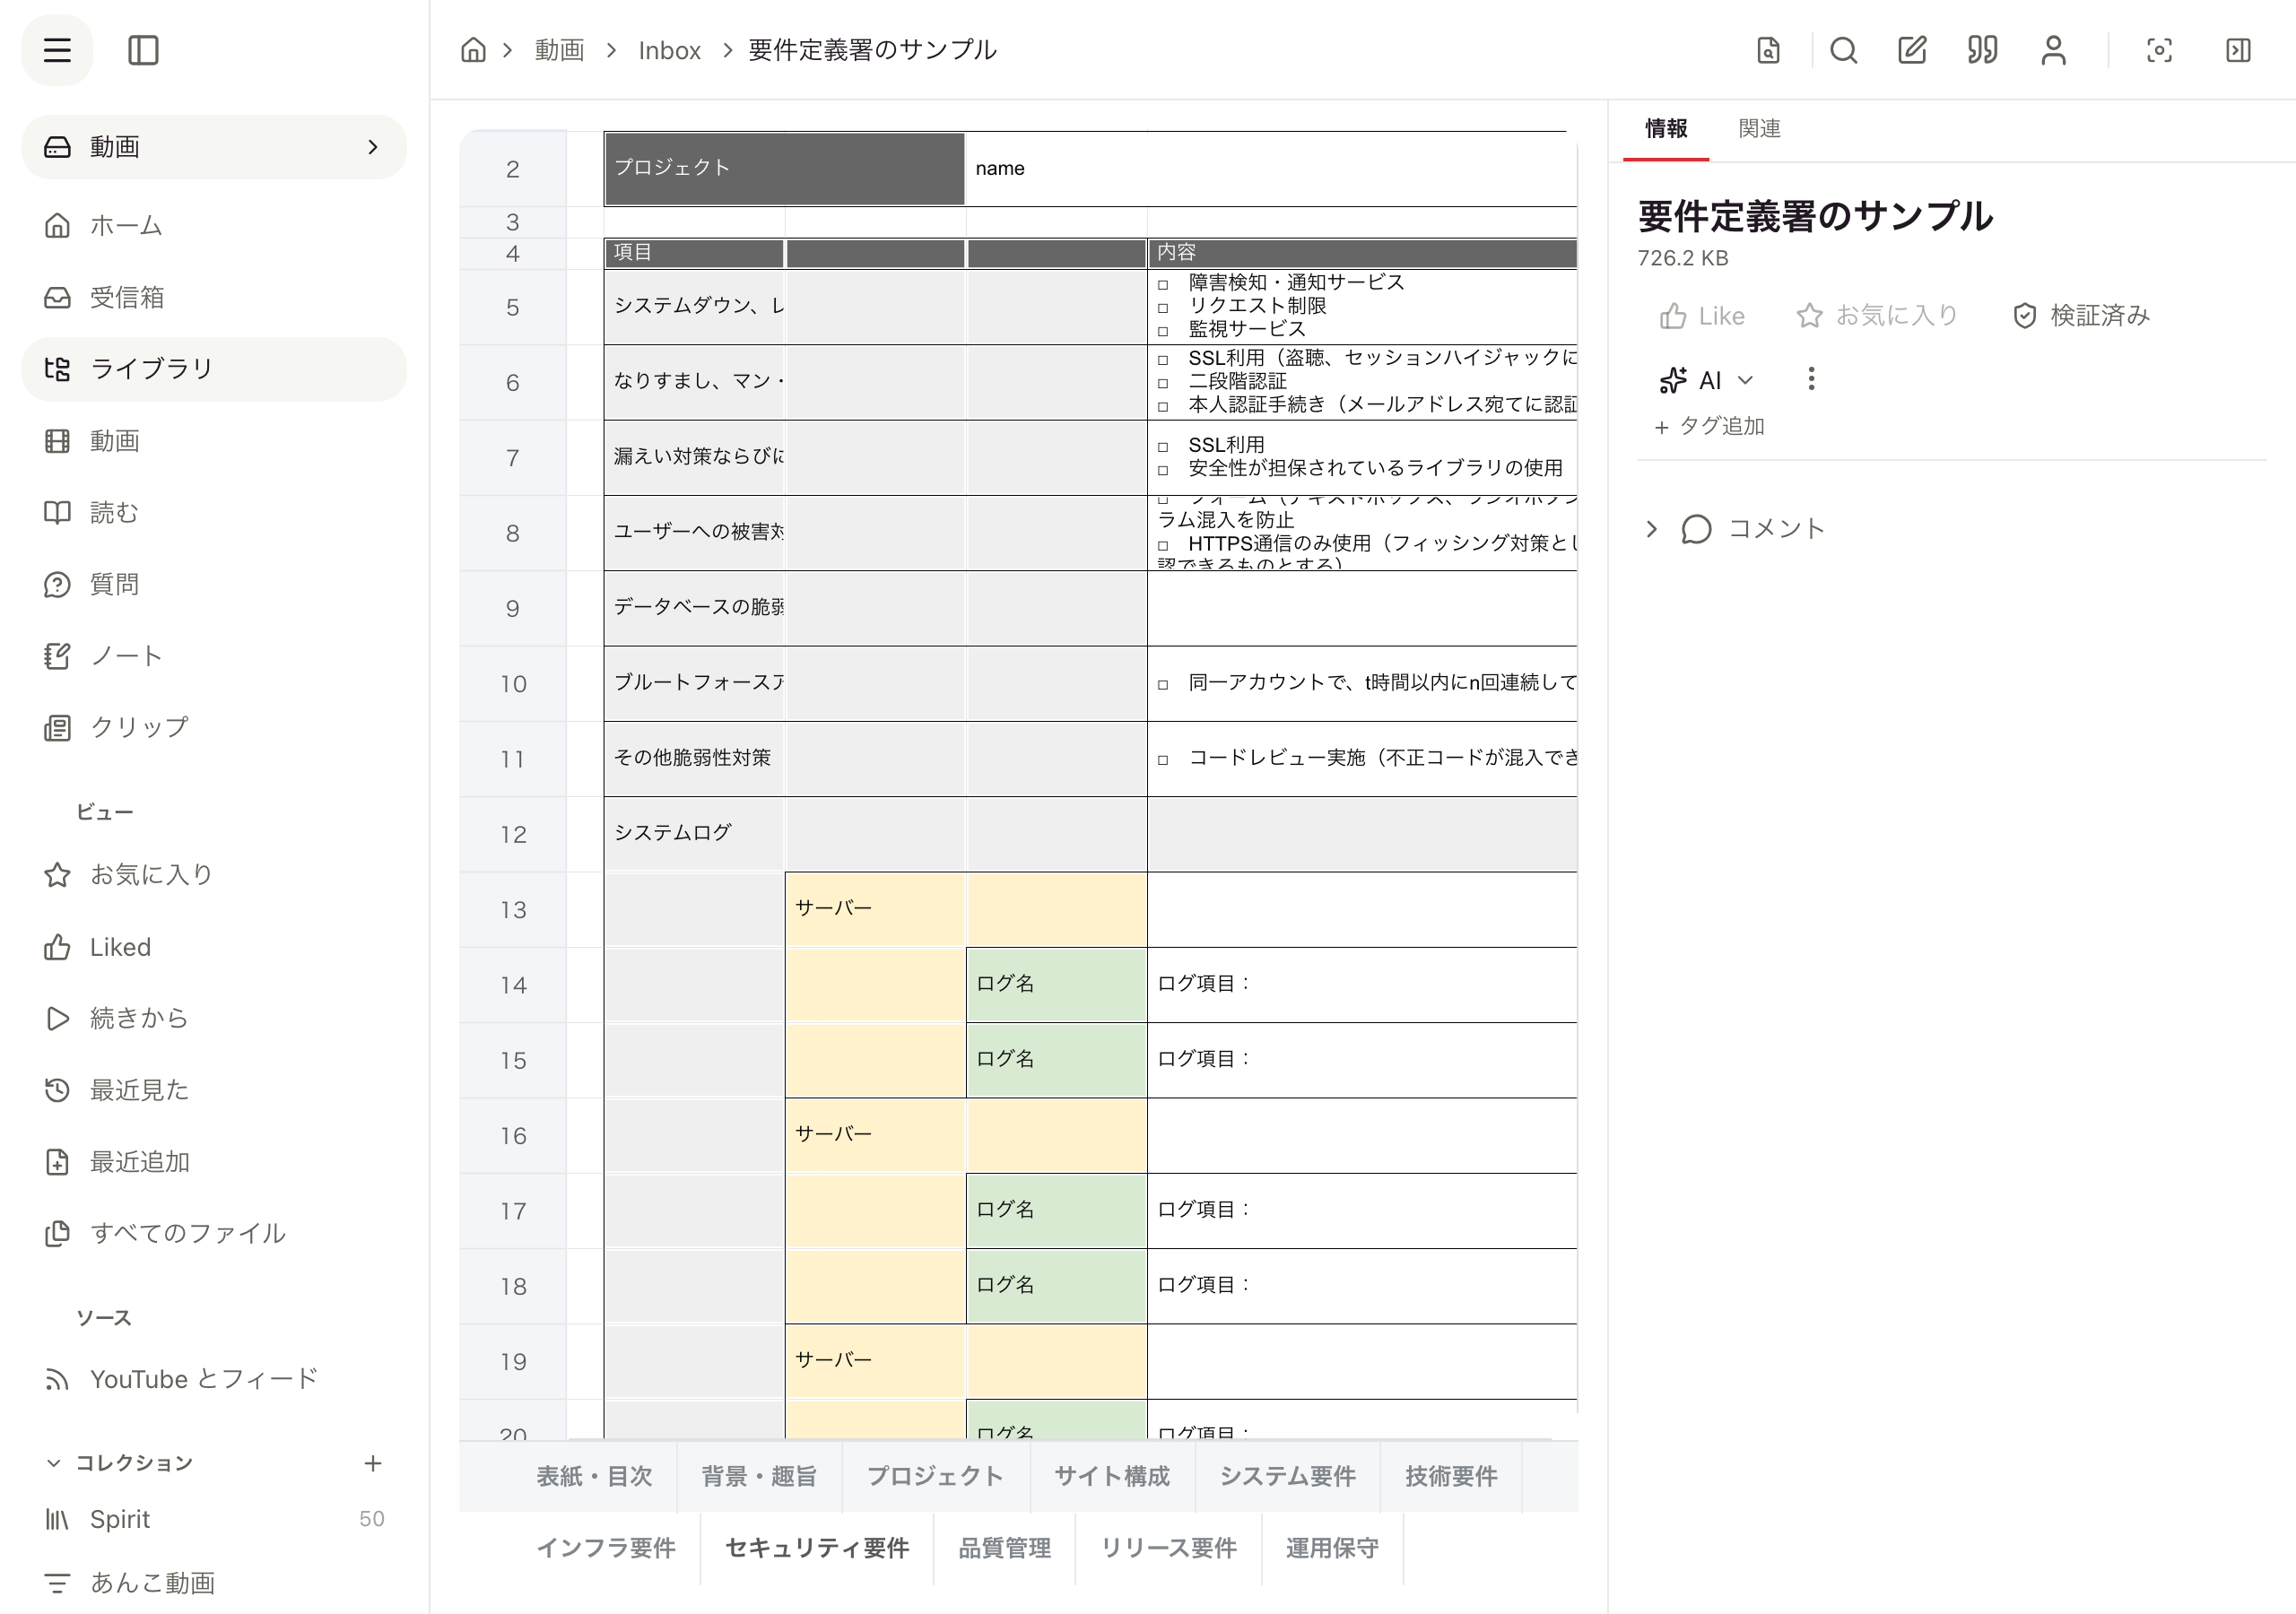 動画
ホーム
受信箱
ライブラリ
動画
読む
質問
ノート
クリップ
ビュー
お気に入り
Liked
続きから
最近見た
最近追加
すべてのファイル
ソース
YouTube とフィード
コレクション
Spirit 50
あんこ動画
動画 Inbox 要件定義署のサンプル
2 プロジェクト name
3
4 項目 内容
5 システムダウン、レ
□ 障害検知・通知サービス
□ リクエスト制限
□ 監視サービス
6 なりすまし、マン・
□ SSL利用（盗聴、セッションハイジャックに
□ 二段階認証
□ 本人認証手続き（メールアドレス宛てに認証
7 漏えい対策ならびに
□ SSL利用
□ 安全性が担保されているライブラリの使用
8 ユーザーへの被害対
ラム混入を防止
□ HTTPS通信のみ使用（フィッシング対策とし
認できるものとする）
9 データベースの脆弱
10 ブルートフォースア
□ 同一アカウントで、t時間以内にn回連続して
11 その他脆弱性対策
□ コードレビュー実施（不正コードが混入でき
12 システムログ
13 サーバー
14 ログ名 ログ項目：
15 ログ名 ログ項目：
16 サーバー
17 ログ名 ログ項目：
18 ログ名 ログ項目：
19 サーバー
20 ログ名 ログ項目：
表紙・目次 背景・趣旨 プロジェクト サイト構成 システム要件 技術要件
インフラ要件 セキュリティ要件 品質管理 リリース要件 運用保守
情報 関連
要件定義署のサンプル
726.2 KB
Like お気に入り 検証済み
AI
+ タグ追加
コメント